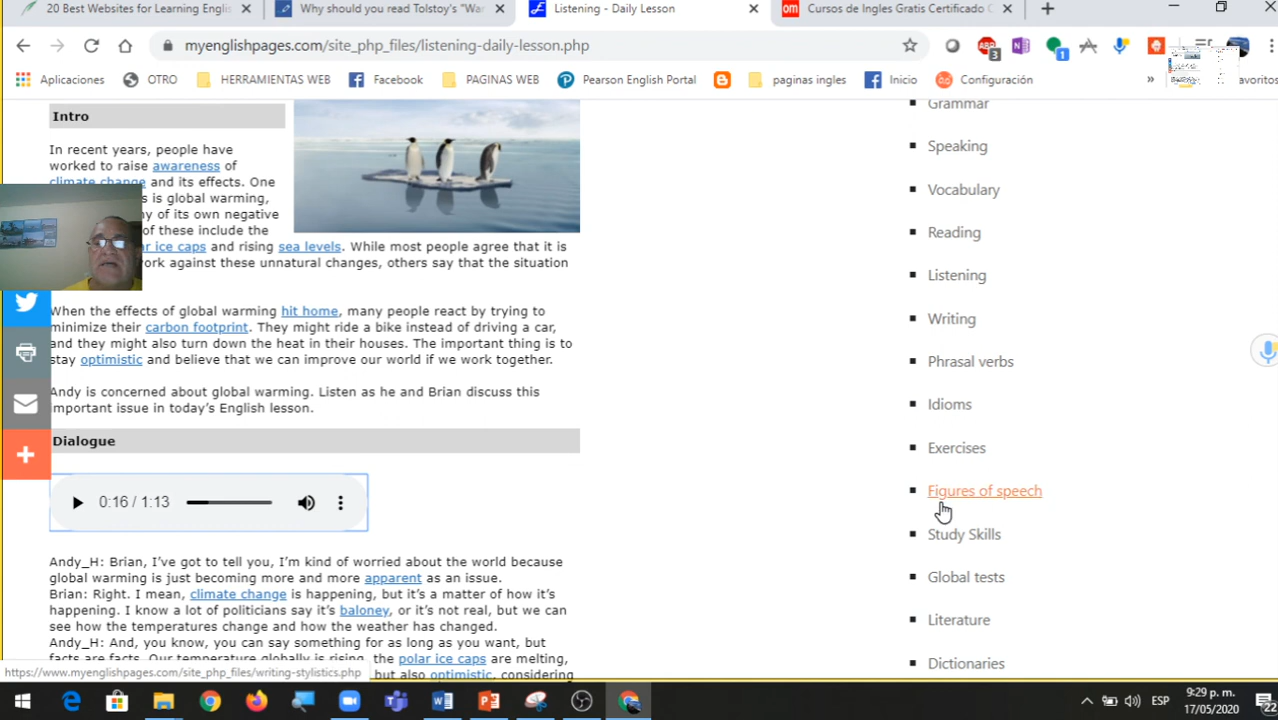 20 Best Websites for Learning Engli
Why should you read Tolstoy's "War
Listening - Daily Lesson
Cursos de Ingles Gratis Certificado C
myenglishpages.com/site_php_files/listening-daily-lesson.php
Aplicaciones
OTRO
HERRAMIENTAS WEB
Facebook
PAGINAS WEB
Pearson English Portal
paginas ingles
Inicio
Configuración
Intro
In recent years, people have
worked to raise awareness of
climate change and its effects. One
s is global warming,
ny of its own negative
of these include the
ar ice caps and rising sea levels. While most people agree that it is
ork against these unnatural changes, others say that the situation
When the effects of global warming hit home, many people react by trying to
minimize their carbon footprint. They might ride a bike instead of driving a car,
and they might also turn down the heat in their houses. The important thing is to
stay optimistic and believe that we can improve our world if we work together.
Andy is concerned about global warming. Listen as he and Brian discuss this
important issue in today's English lesson.
Dialogue
0:16 / 1:13
Andy_H: Brian, I've got to tell you, I'm kind of worried about the world because
global warming is just becoming more and more apparent as an issue.
Brian: Right. I mean, climate change is happening, but it's a matter of how it's
happening. I know a lot of politicians say it's baloney, or it's not real, but we can
see how the temperatures change and how the weather has changed.
Andy_H: And, you know, you can say something for as long as you want, but
facts are facts. Our temperature globally is rising, the polar ice caps are melting,
but also optimistic, considering
https://www.myenglishpages.com/site_php_files/writing-stylistics.php
Grammar
Speaking
Vocabulary
Reading
Listening
Writing
Phrasal verbs
Idioms
Exercises
Figures of speech
Study Skills
Global tests
Literature
Dictionaries
ESP
9:29 p. m.
17/05/2020
22